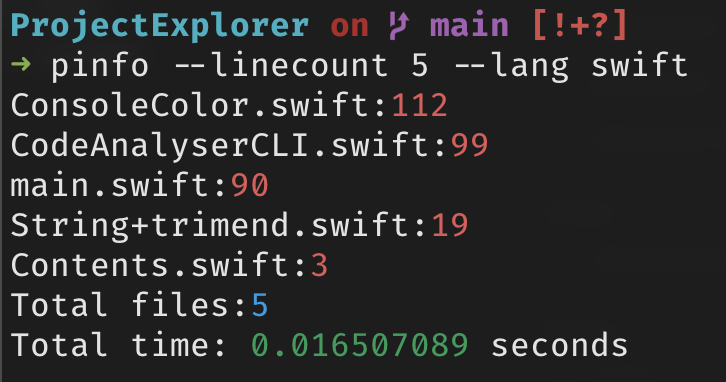 ProjectExplorer on  main [!+?]
➜ pinfo --linecount 5 --lang swift
ConsoleColor.swift:112
CodeAnalyserCLI.swift:99
main.swift:90
String+trimend.swift:19
Contents.swift:3
Total files:5
Total time: 0.016507089 seconds